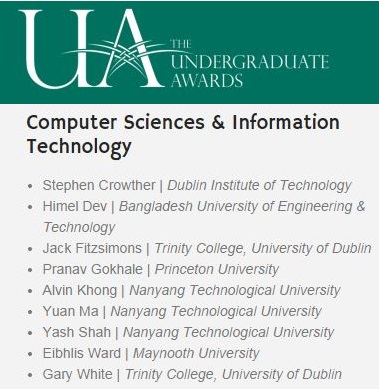 UA THE
UNDERGRADUATE
AWARDS
Computer Sciences & Information
Technology
• Stephen Crowther | Dublin Institute of Technology
• Himel Dev | Bangladesh University of Engineering &
Technology
• Jack Fitzsimons | Trinity College, University of Dublin
• Pranav Gokhale | Princeton University
• Alvin Khong | Nanyang Technological University
• Yuan Ma | Nanyang Technological University
• Yash Shah | Nanyang Technological University
• Eibhlis Ward | Maynooth University
• Gary White | Trinity College, University of Dublin